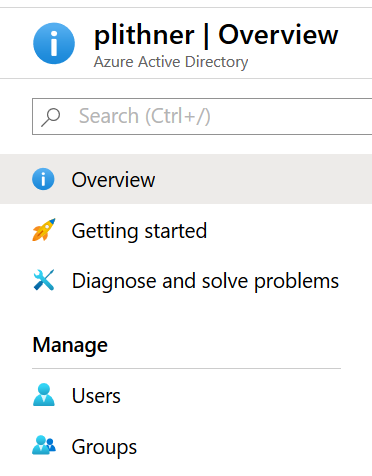 plithner | Overview
Azure Active Directory
Search (Ctrl+/)
Overview
Getting started
Diagnose and solve problems
Manage
Users
Groups